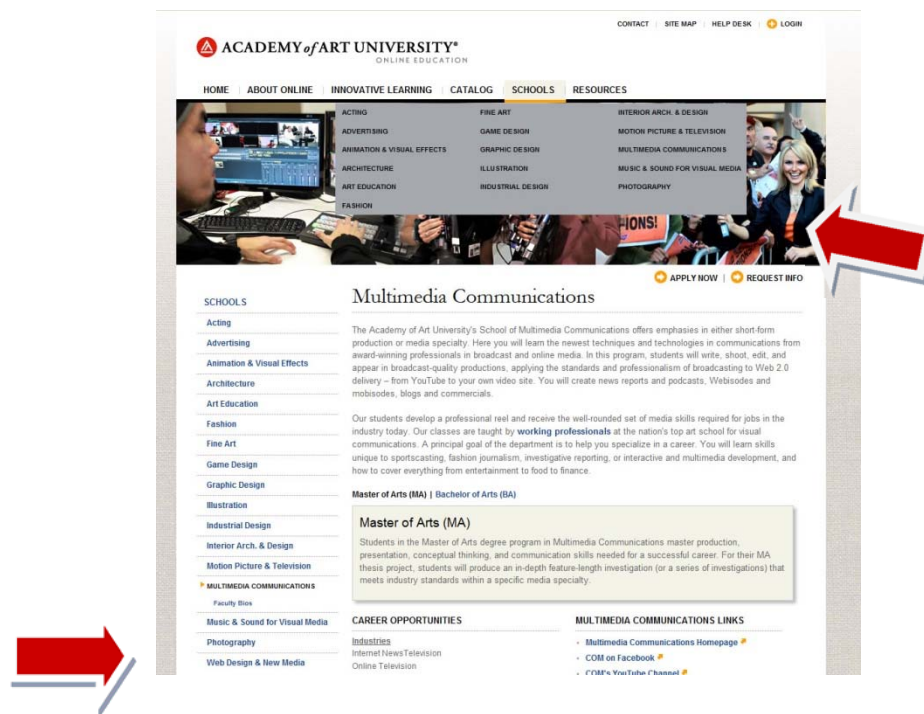 CONTACT | SITE MAP | HELP DESK | LOGIN
ACADEMY of ART UNIVERSITY®
ONLINE EDUCATION
HOME | ABOUT ONLINE | INNOVATIVE LEARNING | CATALOG | SCHOOLS | RESOURCES
ACTING FINE ART INTERIOR ARCH. & DESIGN
ADVERTISING GAME DESIGN MOTION PICTURE & TELEVISION
ANIMATION & VISUAL EFFECTS GRAPHIC DESIGN MULTIMEDIA COMMUNICATIONS
ARCHITECTURE ILLUSTRATION MUSIC & SOUND FOR VISUAL MEDIA
ART EDUCATION INDUSTRIAL DESIGN PHOTOGRAPHY
FASHION
IONS!
APPLY NOW | REQUEST INFO
SCHOOLS
Acting
Advertising
Animation & Visual Effects
Architecture
Art Education
Fashion
Fine Art
Game Design
Graphic Design
Illustration
Industrial Design
Interior Arch. & Design
Motion Picture & Television
MULTIMEDIA COMMUNICATIONS
Faculty Bios
Music & Sound for Visual Media
Photography
Web Design & New Media
Multimedia Communications
The Academy of Art University's School of Multimedia Communications offers emphasies in either short-form
production or media specialty. Here you will learn the newest techniques and technologies in communications from
award-winning professionals in broadcast and online media. In this program, students will write, shoot, edit, and
appear in broadcast-quality productions, applying the standards and professionalism of broadcasting to Web 2.0
delivery – from YouTube to your own video site. You will create news reports and podcasts, Webisodes and
mobisodes, blogs and commercials.
Our students develop a professional reel and receive the well-rounded set of media skills required for jobs in the
industry today. Our classes are taught by working professionals at the nation's top art school for visual
communications. A principal goal of the department is to help you specialize in a career. You will learn skills
unique to sportscasting, fashion journalism, investigative reporting, or interactive and multimedia development, and
how to cover everything from entertainment to food to finance.
Master of Arts (MA) | Bachelor of Arts (BA)
Master of Arts (MA)
Students in the Master of Arts degree program in Multimedia Communications master production,
presentation, conceptual thinking, and communication skills needed for a successful career. For their MA
thesis project, students will produce an in-depth feature-length investigation (or a series of investigations) that
meets industry standards within a specific media specialty.
CAREER OPPORTUNITIES
Industries
Internet NewsTelevision
Online Television
MULTIMEDIA COMMUNICATIONS LINKS
Multimedia Communications Homepage
COM on Facebook
COM's YouTube Channel